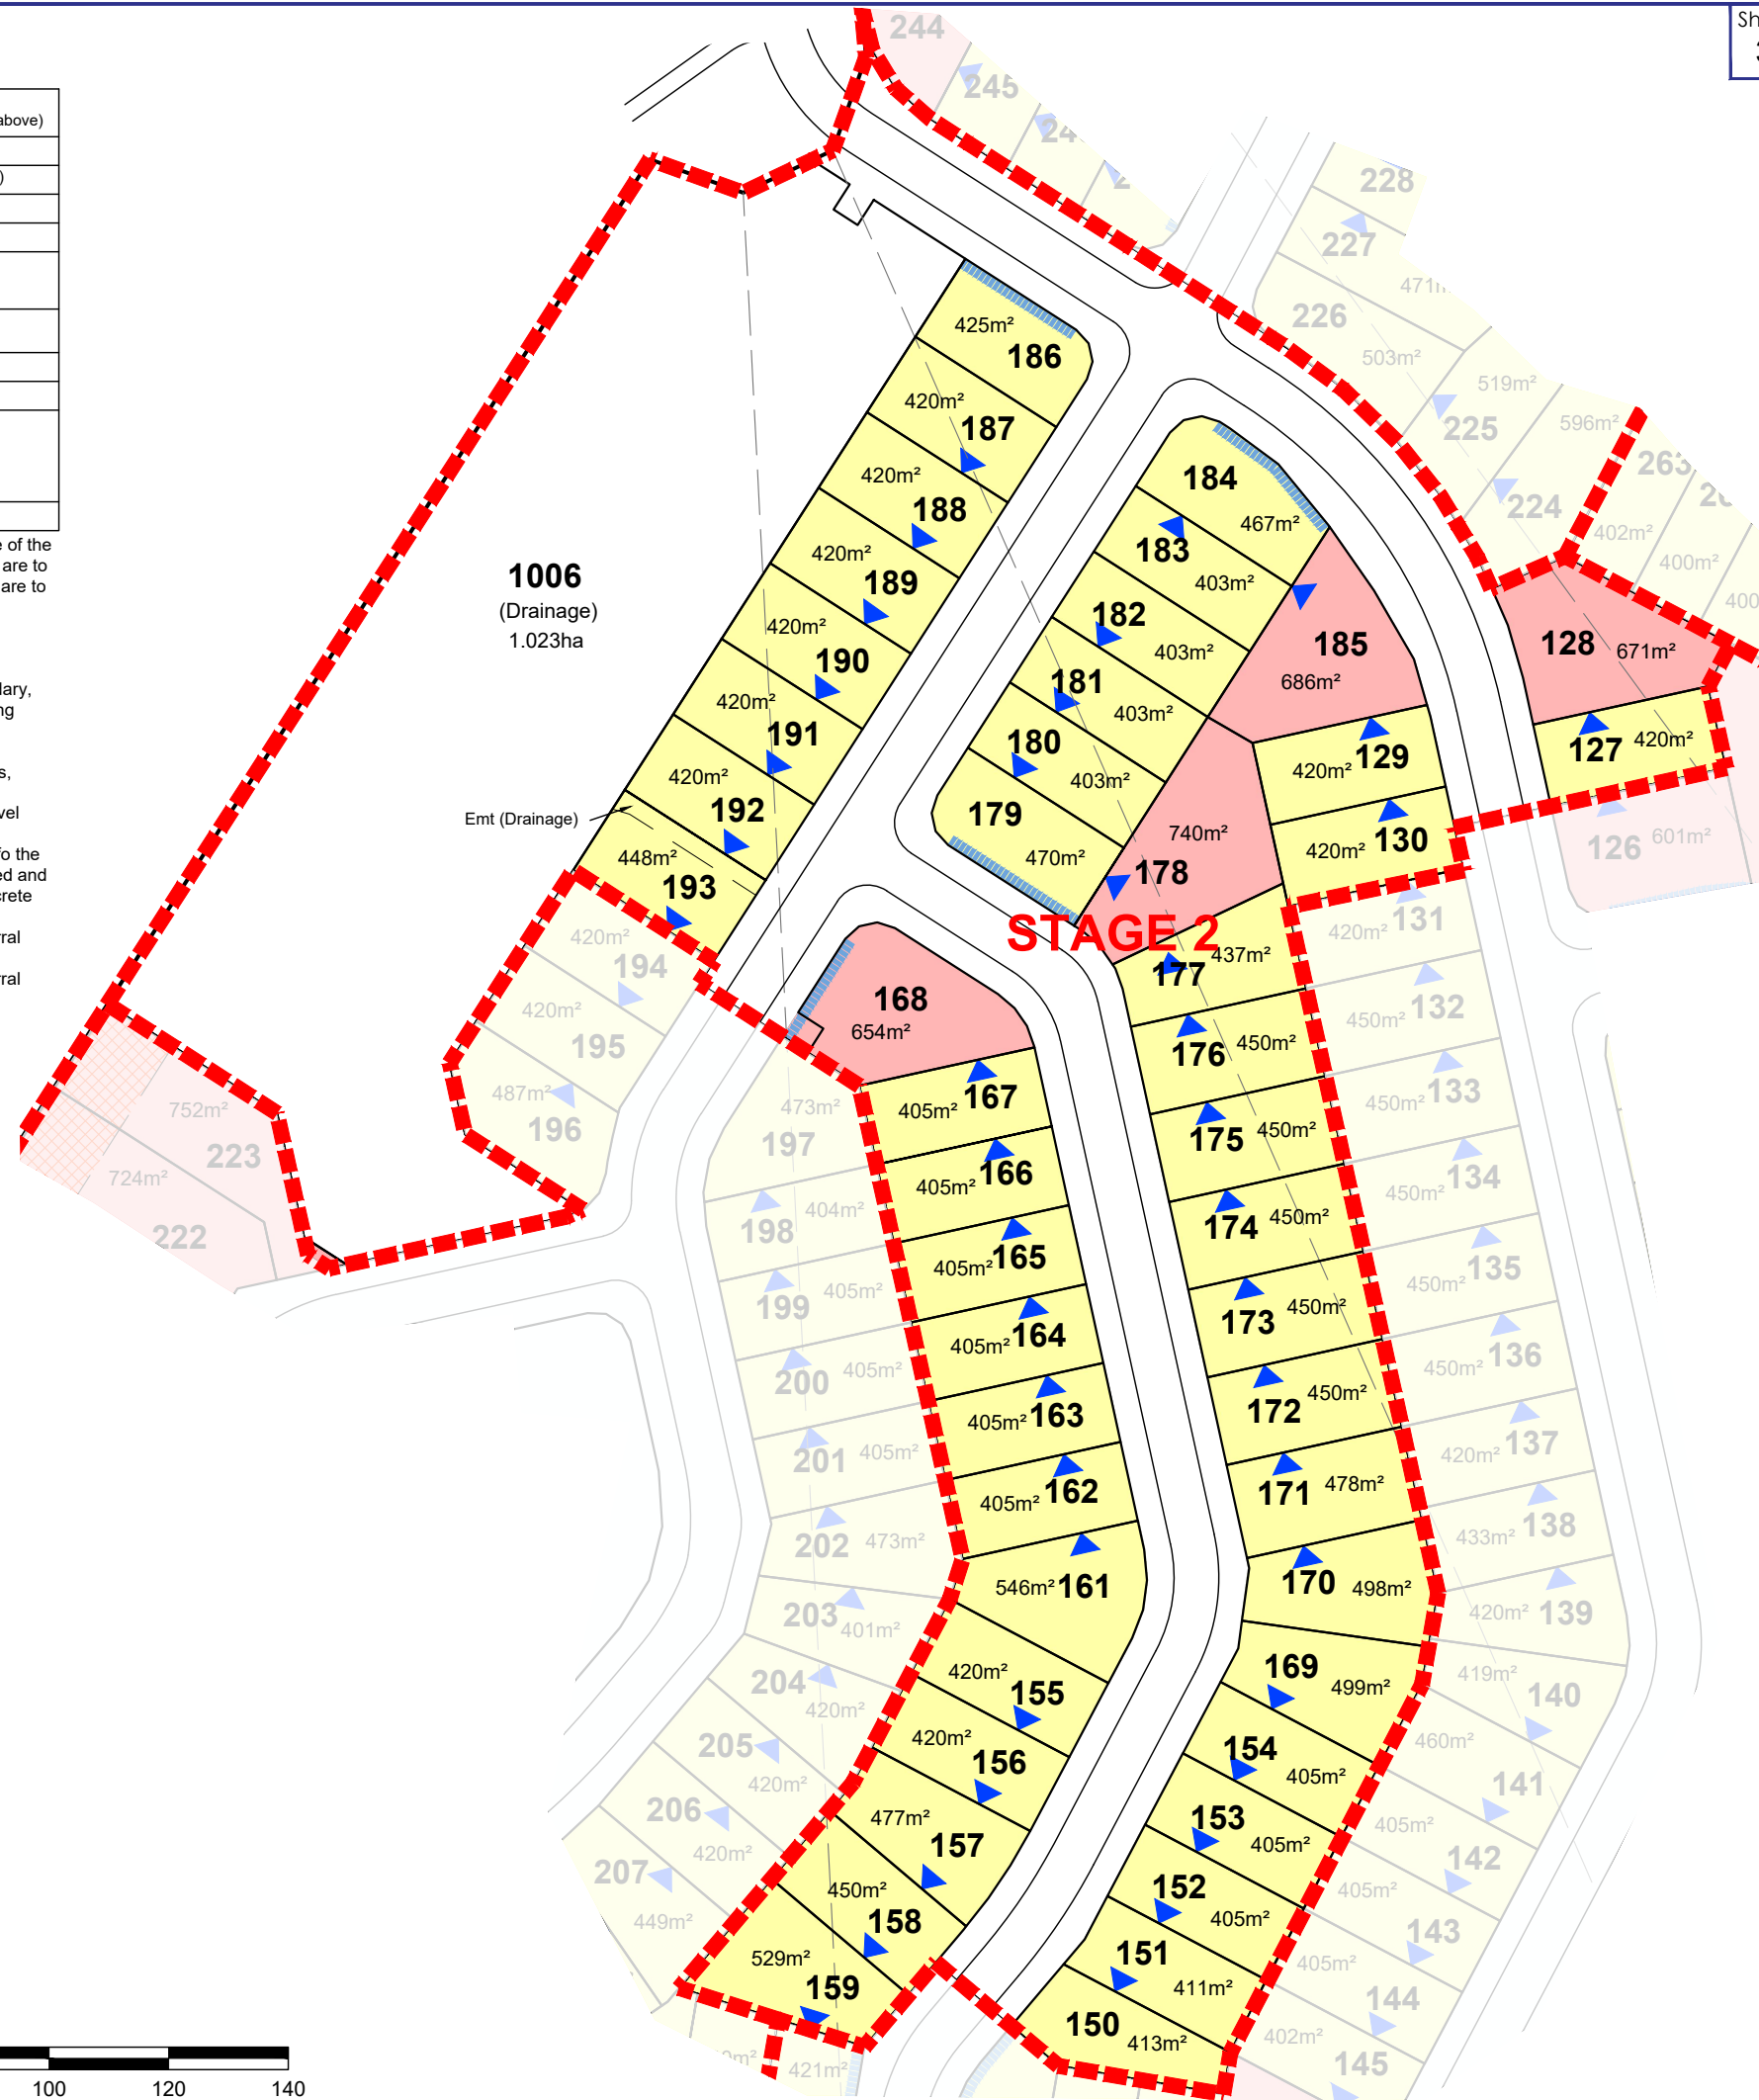 Sh
above)
)
e of the
are to
are to
lary,
ng
s,
vel
fo the
ed and
crete
rral
rral
244
245
228
227
471
226
503m²
519m²
225
596m²
224
263
402m²
400m²
400
425m²
186
420m²
187
420m²
188
420m²
189
420m²
190
420m²
191
420m²
192
448m²
193
Emt (Drainage)
1006
(Drainage)
1.023ha
184
467m²
183
403m²
182
403m²
181
403m²
180
403m²
179
470m²
185
686m²
128
671m²
127
420m²
420m²
129
420m²
130
740m²
178
126
601m²
STAGE 2
177
437m²
420m²
131
420m²
194
420m²
195
487m²
196
168
654m²
176
450m²
450m²
132
752m²
223
724m²
222
405m²
167
473m²
197
175
450m²
450m²
133
405m²
166
404m²
198
174
450m²
450m²
134
405m²
165
405m²
199
173
450m²
450m²
135
405m²
164
405m²
200
172
450m²
450m²
136
405m²
163
405m²
201
171
478m²
420m²
137
405m²
162
473m²
202
170
498m²
433m²
138
546m²
161
203
401m²
420m²
139
204
420m²
420m²
155
169
499m²
419m²
140
205
420m²
420m²
156
154
405m²
460m²
141
206
420m²
477m²
157
153
405m²
405m²
142
207
449m²
450m²
158
152
405m²
405m²
143
529m²
159
151
411m²
405m²
144
150
413m²
402m²
145
421m²
100
120
140